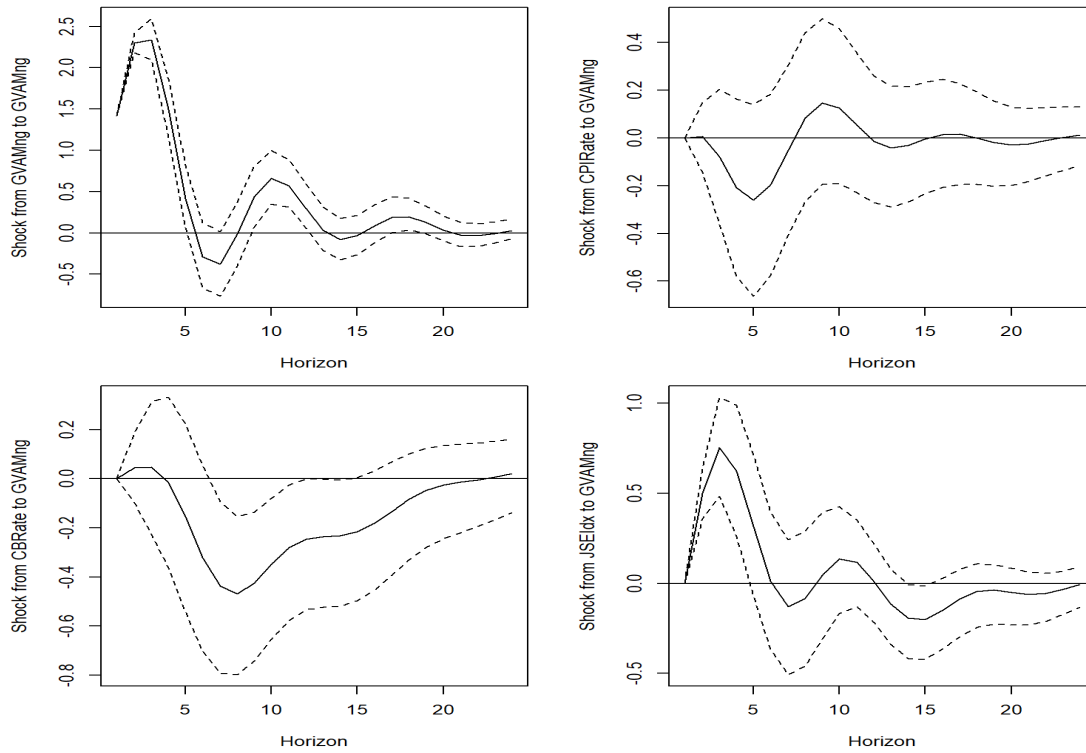 Shock from GVAMng to GVAMng
2.5
2.0
1.5
1.0
0.5
0.0
-0.5
5 10 15 20
Horizon
Shock from CPIRate to GVAMng
0.4
0.2
0.0
-0.2
-0.4
-0.6
5 10 15 20
Horizon
Shock from CBRate to GVAMng
0.2
0.0
-0.2
-0.4
-0.6
-0.8
5 10 15 20
Horizon
Shock from JSEIdx to GVAMng
1.0
0.5
0.0
-0.5
5 10 15 20
Horizon